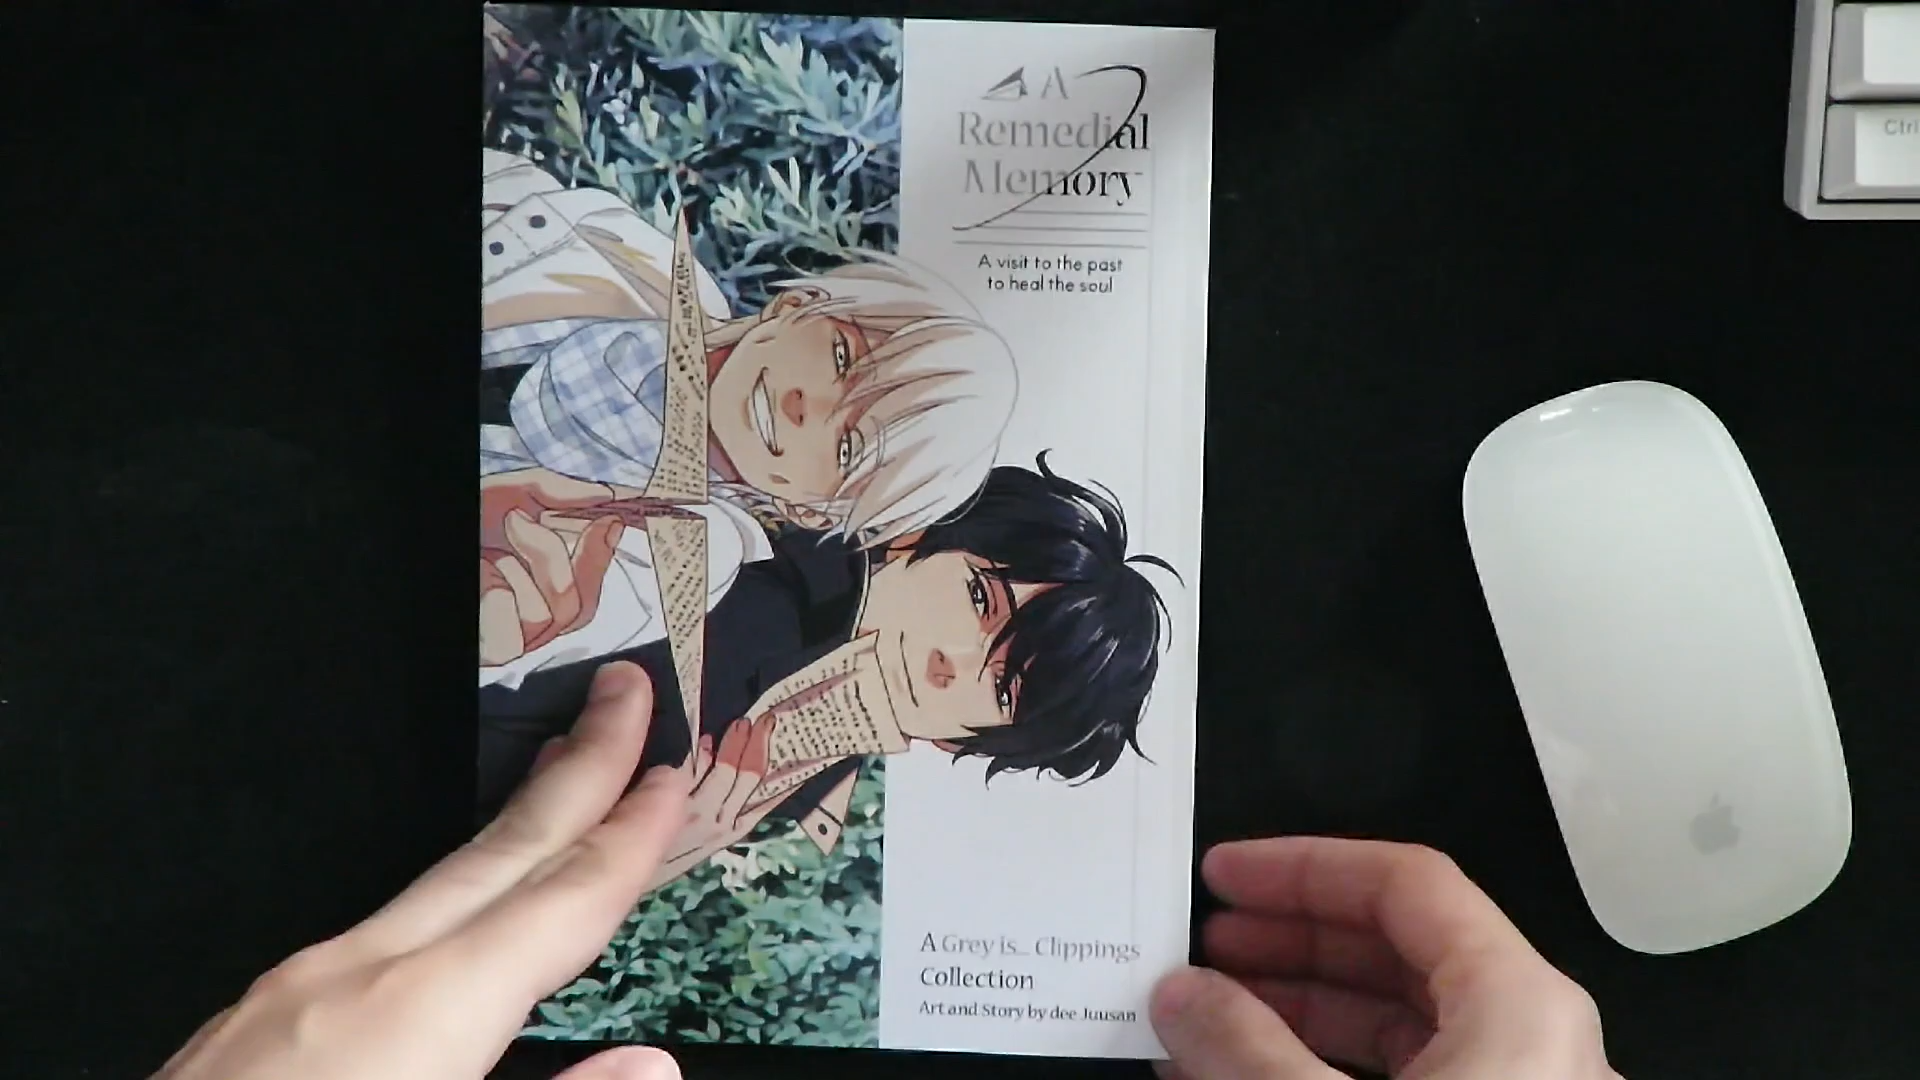 A
Remedial
Memory
A visit to the past
to heal the soul
A Grey is... Clippings
Collection
Art and Story by dee Juusan
Ctrl